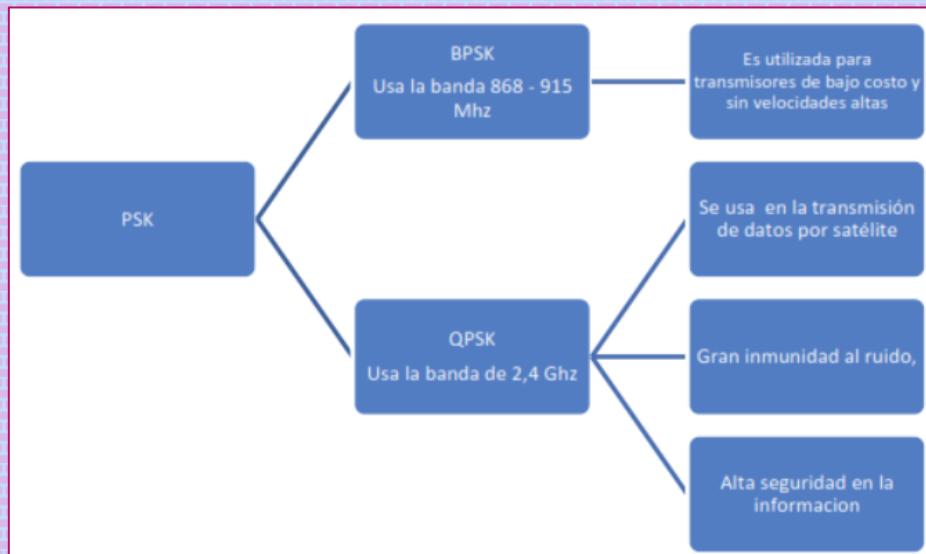 PSK
BPSK
Usa la banda 868 - 915
Mhz
Es utilizada para
transmisores de bajo costo y
sin velocidades altas
QPSK
Usa la banda de 2,4 Ghz
Se usa en la transmisión
de datos por satélite
Gran inmunidad al ruido,
Alta seguridad en la
informacion